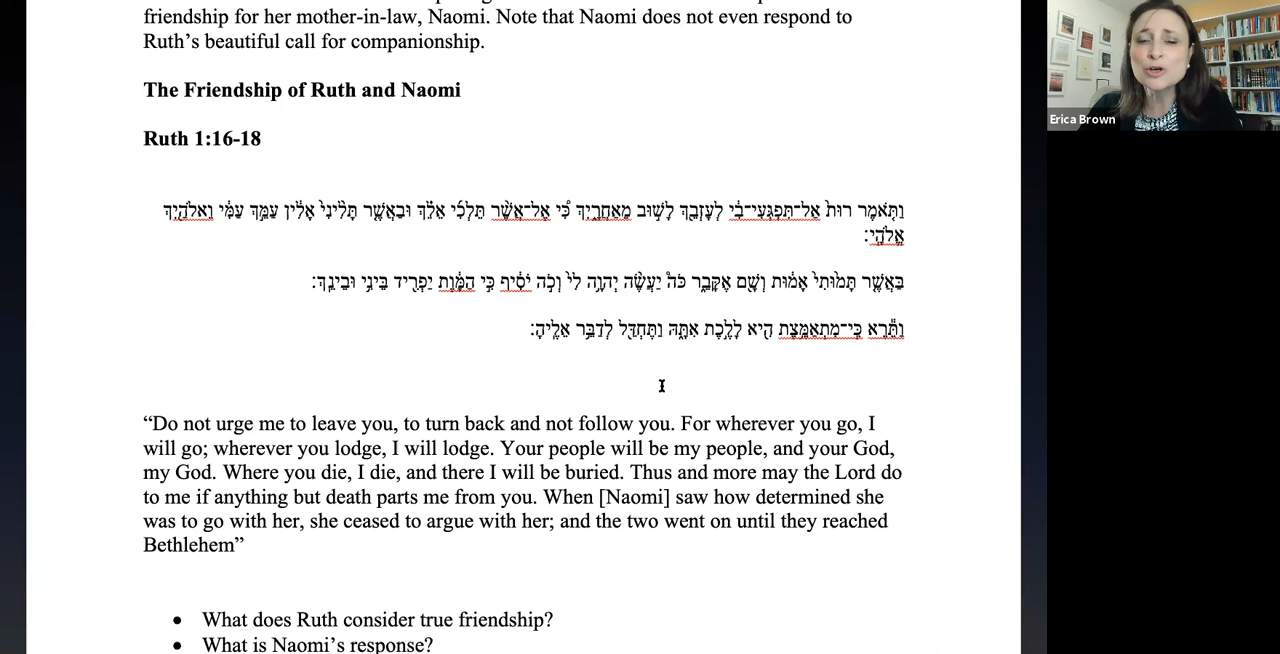 friendship for her mother-in-law, Naomi. Note that Naomi does not even respond to
Ruth’s beautiful call for companionship.
The Friendship of Ruth and Naomi
Ruth 1:16-18
וַתֹּ֤אמֶר רוּת֙ אַל־תִּפְגְּעִי־בִ֔י לְעָזְבֵ֖ךְ לָשׁ֣וּב מֵאַחֲרָ֑יִךְ כִּ֠י אֶל־אֲשֶׁ֨ר תֵּלְכִ֜י אֵלֵ֗ךְ וּבַאֲשֶׁ֤ר תָּלִ֙ינִי֙ אָלִ֔ין עַמֵּ֣ךְ עַמִּ֔י וֵאלֹהַ֖יִךְ
אֱלֹהָֽי׃
בַּאֲשֶׁ֤ר תָּמ֙וּתִי֙ אָמ֔וּת וְשָׁ֖ם אֶקָּבֵ֑ר כֹּה֩ יַעֲשֶׂ֨ה יְהוָ֥ה לִי֙ וְכֹ֣ה יֹסִ֔יף כִּ֣י הַמָּ֔וֶת יַפְרִ֖יד בֵּינִ֥י וּבֵינֵֽךְ׃
וַתֵּ֕רֶא כִּֽי־מִתְאַמֶּ֥צֶת הִ֖יא לָלֶ֣כֶת אִתָּ֑הּ וַתֶּחְדַּ֖ל לְדַבֵּ֥ר אֵלֶֽיהָ׃
“Do not urge me to leave you, to turn back and not follow you. For wherever you go, I
will go; wherever you lodge, I will lodge. Your people will be my people, and your God,
my God. Where you die, I die, and there I will be buried. Thus and more may the Lord do
to me if anything but death parts me from you. When [Naomi] saw how determined she
was to go with her, she ceased to argue with her; and the two went on until they reached
Bethlehem”
• What does Ruth consider true friendship?
• What is Naomi’s response?
Erica Brown